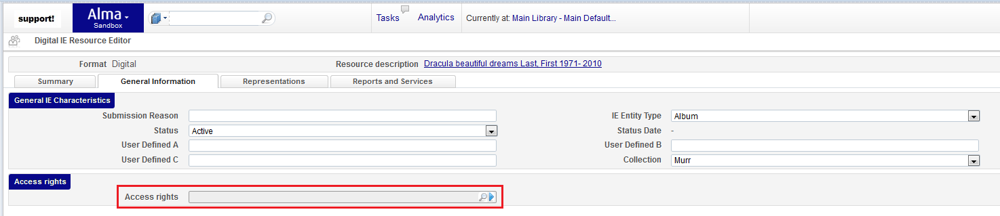 support! Alma Sandbox Tasks Analytics Currently at: Main Library - Main Default...
Digital IE Resource Editor
Format Digital Resource description Dracula beautiful dreams Last, First 1971- 2010
Summary General Information Representations Reports and Services
General IE Characteristics
Submission Reason IE Entity Type Album
Status Active Status Date -
User Defined A User Defined B
User Defined C Collection Murr
Access rights
Access rights